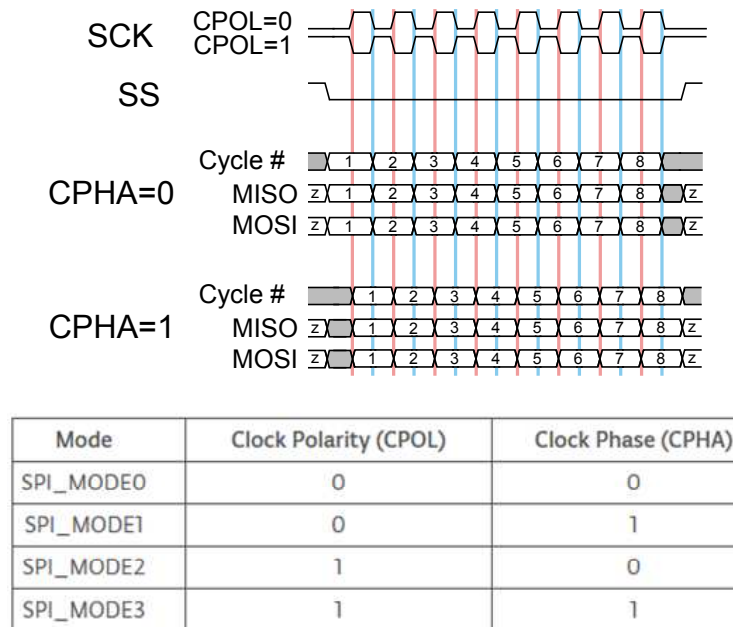 SCK CPOL=0
CPOL=1
SS
Cycle # 1 2 3 4 5 6 7 8
CPHA=0 MISO z 1 2 3 4 5 6 7 8 z
MOSI z 1 2 3 4 5 6 7 8 z
Cycle # 1 2 3 4 5 6 7 8
CPHA=1 MISO z 1 2 3 4 5 6 7 8 z
MOSI z 1 2 3 4 5 6 7 8 z
Mode Clock Polarity (CPOL) Clock Phase (CPHA)
SPI_MODE0 0 0
SPI_MODE1 0 1
SPI_MODE2 1 0
SPI_MODE3 1 1